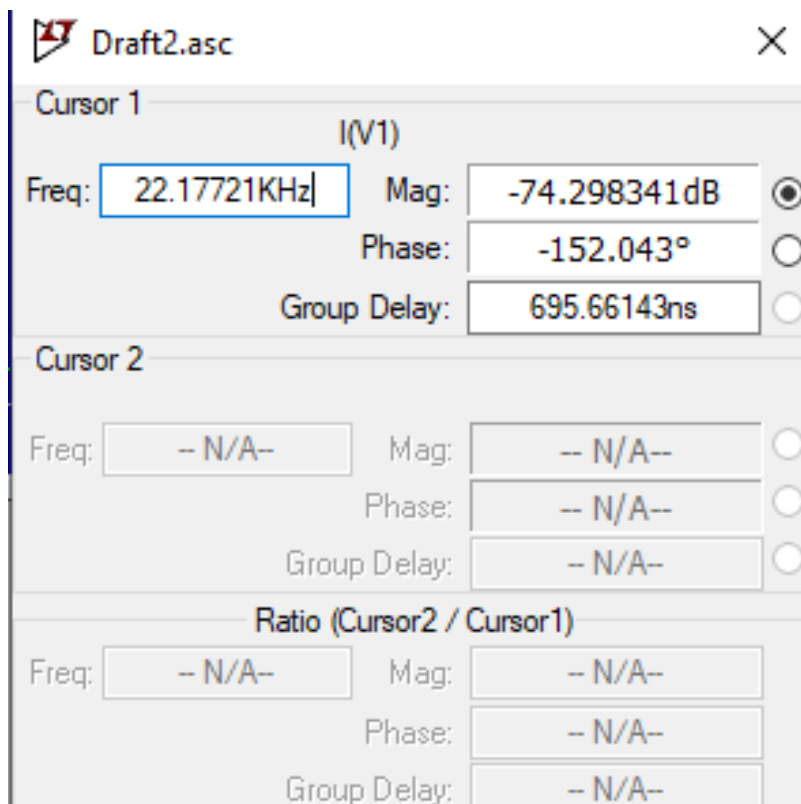 Draft2.asc
Cursor 1
I(V1)
Freq: 22.17721KHz Mag: -74.298341dB
Phase: -152.043°
Group Delay: 695.66143ns
Cursor 2
Freq: -- N/A-- Mag: -- N/A--
Phase: -- N/A--
Group Delay: -- N/A--
Ratio (Cursor2 / Cursor1)
Freq: -- N/A-- Mag: -- N/A--
Phase: -- N/A--
Group Delay: -- N/A--